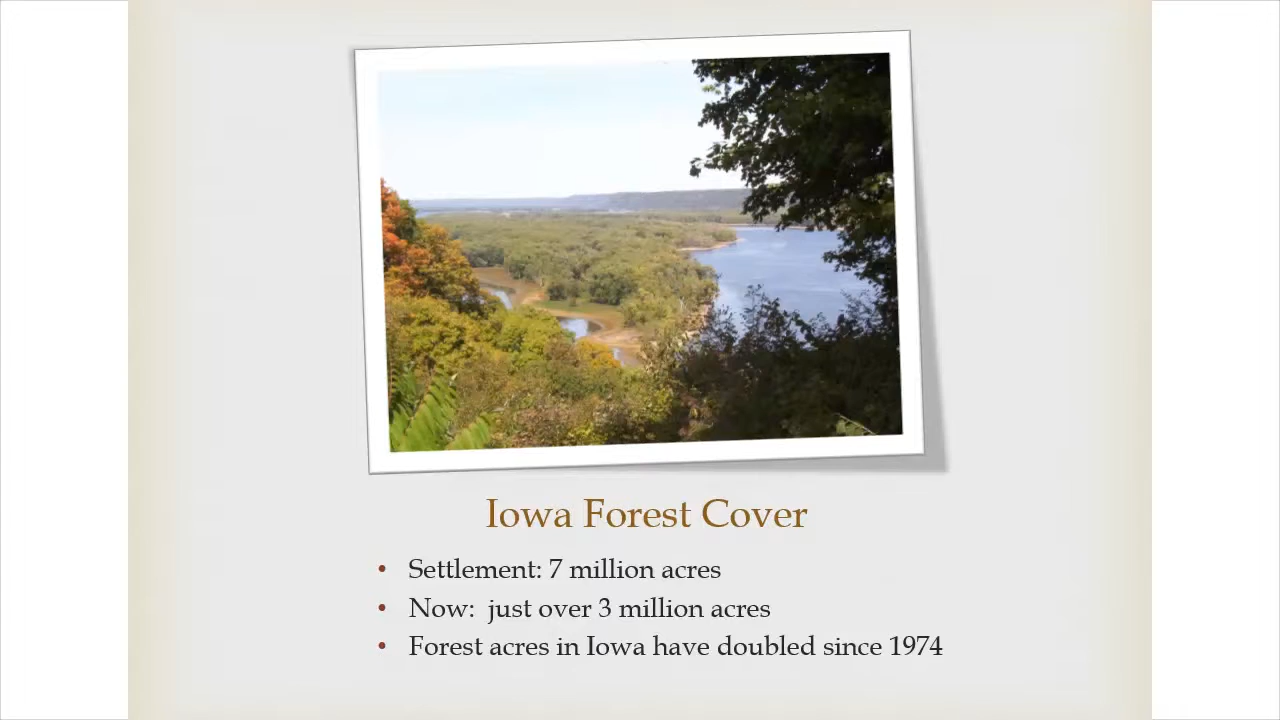 Iowa Forest Cover
• Settlement: 7 million acres
• Now:  just over 3 million acres
• Forest acres in Iowa have doubled since 1974